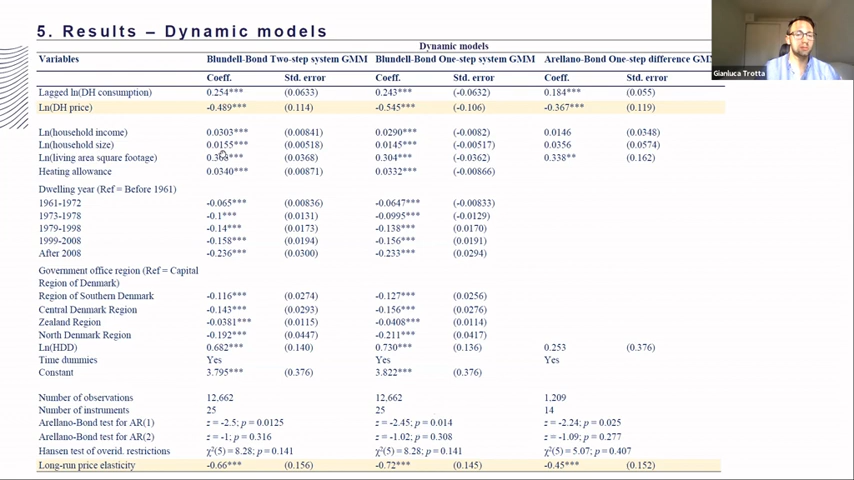 5. Results – Dynamic models
Dynamic models
Variables Blundell-Bond Two-step system GMM Blundell-Bond One-step system GMM Arellano-Bond One-step difference GMM
Coeff. Std. error Coeff. Std. error Coeff. Std. error
Lagged ln(DH consumption) 0.254*** (0.0633) 0.243*** (-0.0632) 0.184*** (0.055)
Ln(DH price) -0.489*** (0.114) -0.545*** (-0.106) -0.367*** (0.119)
Ln(household income) 0.0303*** (0.00841) 0.0290*** (-0.0082) 0.0146 (0.0348)
Ln(household size) 0.0155*** (0.00518) 0.0145*** (-0.00517) 0.0356 (0.0574)
Ln(living area square footage) (0.0368) 0.304*** (-0.0362) 0.338** (0.162)
Heating allowance 0.0340*** (0.00871) 0.0332*** (-0.00866)
Dwelling year (Ref = Before 1961)
1961-1972 -0.065*** (0.00836) -0.0647*** (-0.00833)
1973-1978 -0.1*** (0.0131) -0.0995*** (-0.0129)
1979-1998 -0.14*** (0.0173) -0.138*** (0.0170)
1999-2008 -0.158*** (0.0194) -0.156*** (0.0191)
After 2008 -0.236*** (0.0300) -0.233*** (0.0294)
Government office region (Ref = Capital
Region of Denmark)
Region of Southern Denmark -0.116*** (0.0274) -0.127*** (0.0256)
Central Denmark Region -0.143*** (0.0293) -0.156*** (0.0276)
Zealand Region -0.0381*** (0.0115) -0.0408*** (0.0114)
North Denmark Region -0.192*** (0.0447) -0.211*** (0.0417)
Ln(HDD) 0.682*** (0.140) 0.730*** (0.136) 0.253 (0.376)
Time dummies Yes Yes Yes
Constant 3.795*** (0.376) 3.822*** (0.376)
Number of observations 12,662 12,662 1,209
Number of instruments 25 25 14
Arellano-Bond test for AR(1) z = -2.5; p = 0.0125 z = -2.45; p = 0.014 z = -2.24; p = 0.025
Arellano-Bond test for AR(2) z = -1; p = 0.316 z = -1.02; p = 0.308 z = -1.09; p = 0.277
Hansen test of overid. restrictions χ²(5) = 8.28; p = 0.141 χ²(5) = 8.28; p = 0.141 χ²(5) = 5.07; p = 0.407
Long-run price elasticity -0.66*** (0.156) -0.72*** (0.145) -0.45*** (0.152)
Gianluca Trotta